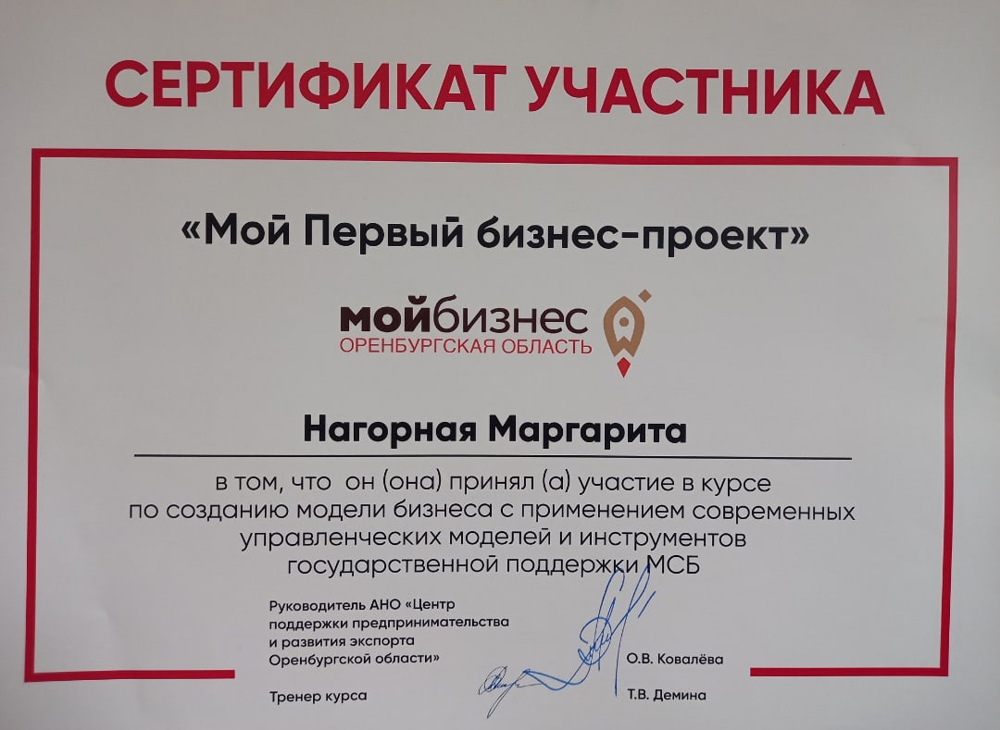 СЕРТИФИКАТ УЧАСТНИКА
«Мой Первый бизнес-проект»
мойбизнес
ОРЕНБУРГСКАЯ ОБЛАСТЬ
Нагорная Маргарита
в том, что он (она) принял (а) участие в курсе
по созданию модели бизнеса с применением современных
управленческих моделей и инструментов
государственной поддержки МСБ
Руководитель АНО «Центр
поддержки предпринимательства
и развития экспорта
Оренбургской области»
О.В. Ковалёва
Тренер курса
Т.В. Демина